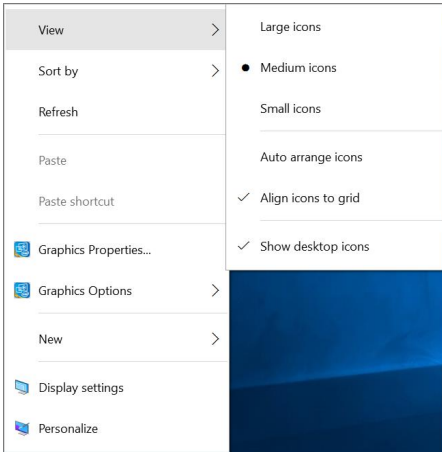 View
Sort by
Refresh
Paste
Paste shortcut
Graphics Properties...
Graphics Options
New
Display settings
Personalize
Large icons
Medium icons
Small icons
Auto arrange icons
Align icons to grid
Show desktop icons